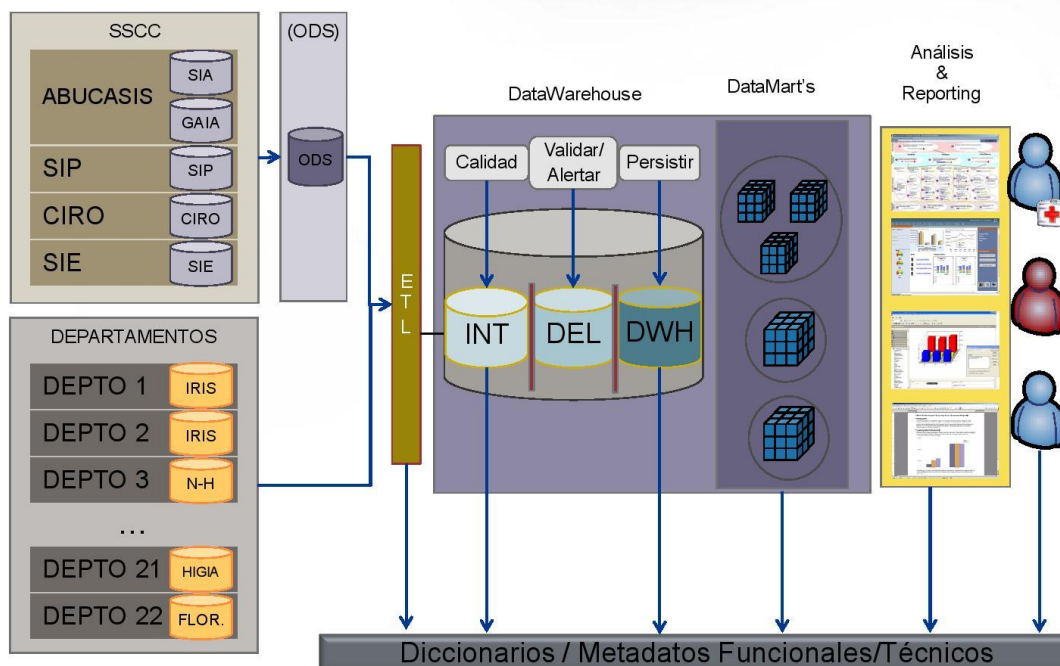 SSCC
ABUCASIS
SIA
GAIA
SIP
SIP
CIRO
CIRO
SIE
SIE
(ODS)
ODS
DEPARTAMENTOS
DEPTO 1
IRIS
DEPTO 2
IRIS
DEPTO 3
N-H
...
DEPTO 21
HIGIA
DEPTO 22
FLOR.
E
T
L
DataWarehouse
Calidad
Validar/
Alertar
Persistir
INT
DEL
DWH
DataMart's
Análisis
&
Reporting
Diccionarios / Metadatos Funcionales/Técnicos